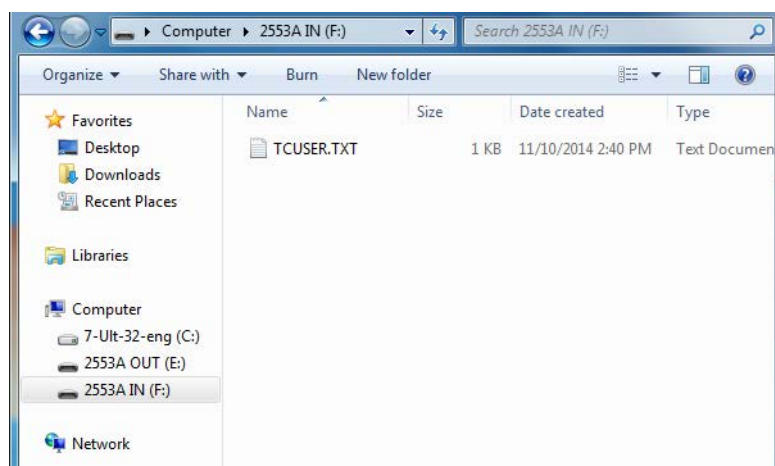 Computer 2553A IN (F:) Search 2553A IN (F:)
Organize Share with Burn New folder
Favorites
Desktop
Downloads
Recent Places
Libraries
Computer
7-Ult-32-eng (C:)
2553A OUT (E:)
2553A IN (F:)
Network
Name Size Date created Type
TCUSER.TXT 1 KB 11/10/2014 2:40 PM Text Documen